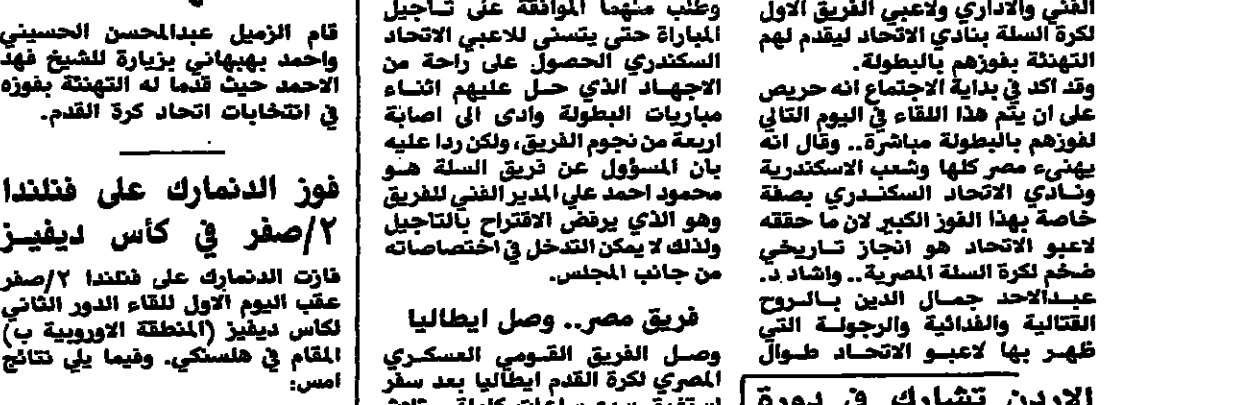 الفني والاداري ولاعبي الفريق الاول
لكرة السلة بنادي الاتحاد ليقدم لهم
التهنئة بفوزهم بالبطولة.
وقد اكد في بداية الاجتماع انه حريص
على ان يتم هذا اللقاء في اليوم التالي
لفوزهم بالبطولة مباشرة.. وقال انه
يهنىء مصر كلها وشعب الاسكندرية
ونادي الاتحاد السكندري بصفة
خاصة بهذا الفوز الكبير لان ما حققه
لاعبو الاتحاد هو انجاز تاريخي
ضخم لكرة السلة المصرية.. واشاد د.
عبدالاحد جمال الدين بالروح
القتالية والفدائية والرجولة التي
ظهر بها لاعبو الاتحاد طوال
الاردن تشارك في دورة
وطلب منهما الموافقة على تاجيل
المباراة حتى يتسنى للاعبي الاتحاد
السكندري الحصول على راحة من
الاجهاد الذي حل عليهم اثناء
مباريات البطولة وادى الى اصابة
اربعة من نجوم الفريق، ولكن ردا عليه
بان المسؤول عن فريق السلة هو
محمود احمد علي المدير الفني للفريق
وهو الذي يرفض الاقتراح بالتاجيل
ولذلك لا يمكن التدخل في اختصاصاته
من جانب المجلس.
فريق مصر.. وصل ايطاليا
وصل الفريق القومي العسكري
المصري لكرة القدم ايطاليا بعد سفر
قام الزميل عبدالمحسن الحسيني
واحمد بهبهاني بزيارة للشيخ فهد
الاحمد حيث قدما له التهنئة بفوزه
في انتخابات اتحاد كرة القدم.
فوز الدنمارك على فنلندا
٢/صفر في كأس ديفيز
فازت الدنمارك على فنلندا ٢/صفر
عقب اليوم الاول للقاء الدور الثاني
لكاس ديفيز (المنطقة الاوروبية ب)
المقام في هلسنكي. وفيما يلي نتائج
امس: